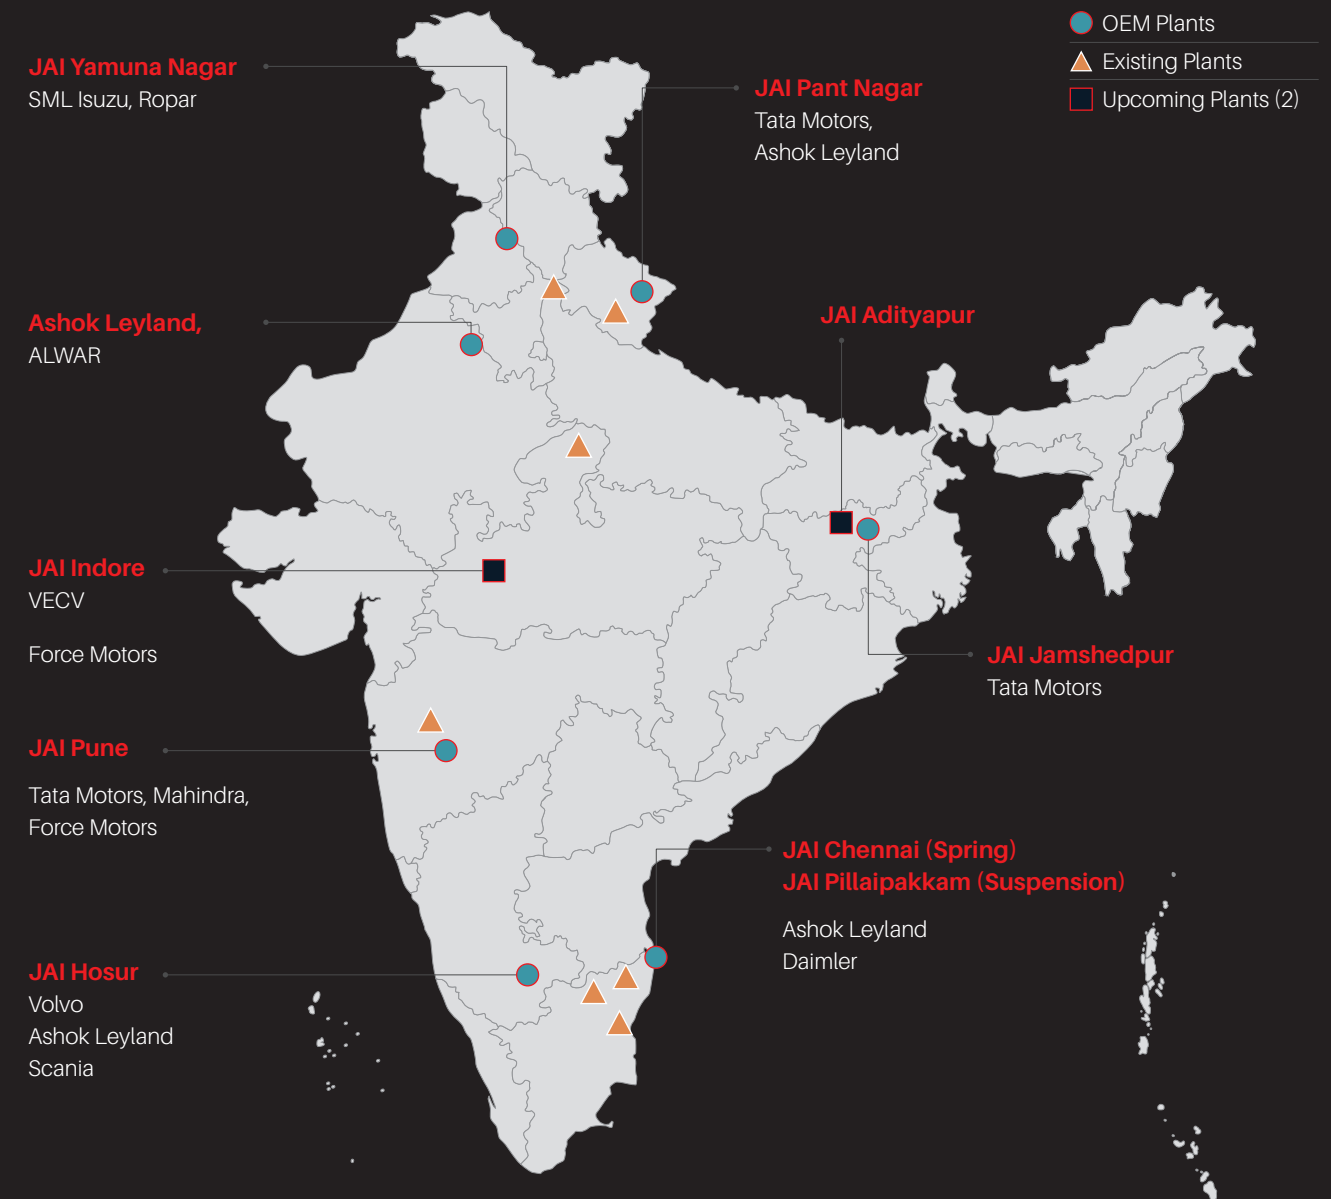 OEM Plants
Existing Plants
Upcoming Plants (2)
JAI Yamuna Nagar
SML Isuzu, Ropar
JAI Pant Nagar
Tata Motors,
Ashok Leyland
Ashok Leyland,
ALWAR
JAI Adityapur
JAI Indore
VECV
Force Motors
JAI Jamshedpur
Tata Motors
JAI Pune
Tata Motors, Mahindra,
Force Motors
JAI Chennai (Spring)
JAI Pillaipakkam (Suspension)
Ashok Leyland
Daimler
JAI Hosur
Volvo
Ashok Leyland
Scania